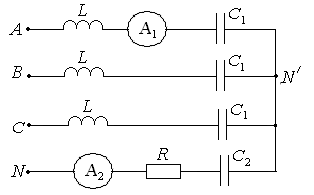 L
A A₁ C₁
L
B C₁ N′
L
C C₁
R
N A₂ C₂